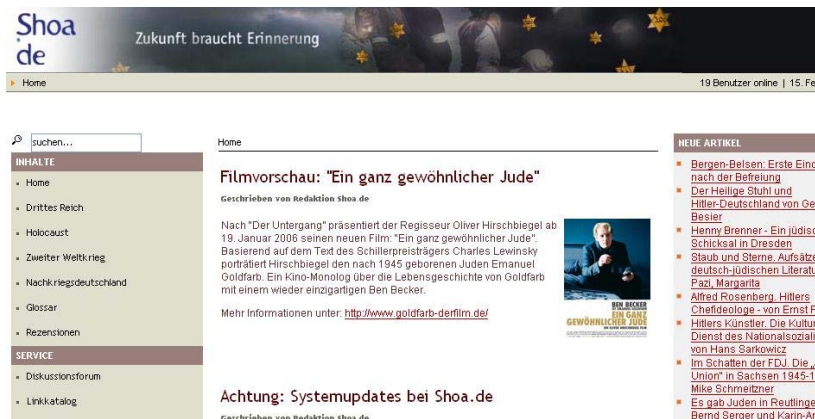 Shoa
de
Zukunft braucht Erinnerung
Home
19 Benutzer online | 15. Fe
suchen...
INHALTE
Home
Drittes Reich
Holocaust
Zweiter Weltkrieg
Nachkriegsdeutschland
Glossar
Rezensionen
SERVICE
Diskussionsforum
Linkkatalog
Home
Filmvorschau: "Ein ganz gewöhnlicher Jude"
Geschrieben von Redaktion Shoa.de
Nach "Der Untergang" präsentiert der Regisseur Oliver Hirschbiegel ab
19. Januar 2006 seinen neuen Film: "Ein ganz gewöhnlicher Jude".
Basierend auf dem Text des Schillerpreisträgers Charles Lewinsky
porträtiert Hirschbiegel den nach 1945 geborenen Juden Emanuel
Goldfarb. Ein Kino-Monolog über die Lebensgeschichte von Goldfarb
mit einem wieder einzigartigen Ben Becker.
Mehr Informationen unter: http://www.goldfarb-derfilm.de/
BEN BECKER
EIN GANZ
GEWÖHNLICHER JUDE
Achtung: Systemupdates bei Shoa.de
Geschrieben von Redaktion Shoa.de
NEUE ARTIKEL
Bergen-Belsen: Erste Eind
nach der Befreiung
Der Heilige Stuhl und
Hitler-Deutschland von Ge
Besier
Henny Brenner - Ein jüdisc
Schicksal in Dresden
Staub und Sterne. Aufsätze
deutsch-jüdischen Literatu
Pazi, Margarita
Alfred Rosenberg. Hitlers
Chefideologe - von Ernst P
Hitlers Künstler. Die Kultur
Dienst des Nationalsoziali
von Hans Sarkowicz
Im Schatten der FDJ. Die „
Union" in Sachsen 1945-1
Mike Schmeitzner
Es gab Juden in Reutlinge
Bernd Serger und Karin-An